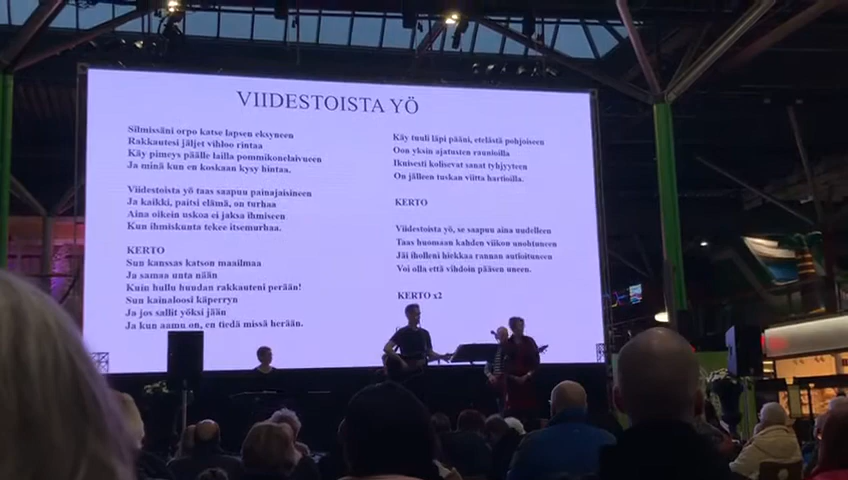 VIIDESTOISTA YÖ
Silmissäni orpo katse lapsen eksyneen
Rakkautesi jäljet vihloo rintaa
Käy pimeys päälle lailla pommikonelaivueen
Ja minä kun en koskaan kysy hintaa.
Viidestoista yö taas saapuu painajaisineen
Ja kaikki, paitsi elämä, on turhaa
Aina oikein uskoa ei jaksa ihmiseen
Kun ihmiskunta tekee itsemurhaa.
KERTO
Sun kanssas katson maailmaa
Ja samaa unta nään
Kuin hullu huudan rakkauteni perään!
Sun kainaloosi käperryn
Ja jos sallit yöksi jään
Ja kun aamu on, en tiedä missä herään.
Käy tuuli läpi pääni, etelästä pohjoiseen
Oon yksin ajatusten raunioilla
Iknisesti kolisevat sanat tyhjyyteen
On jälleen tuskan viitta hartioilla.
KERTO
Viidestoista yö, se saapuu aina uudelleen
Taas huomaan kahden viikon unohtuneen
Jäi iholleni hiekkaa rannan autioituneen
Voi olla että vihdoin pääsen uneen.
KERTO x2